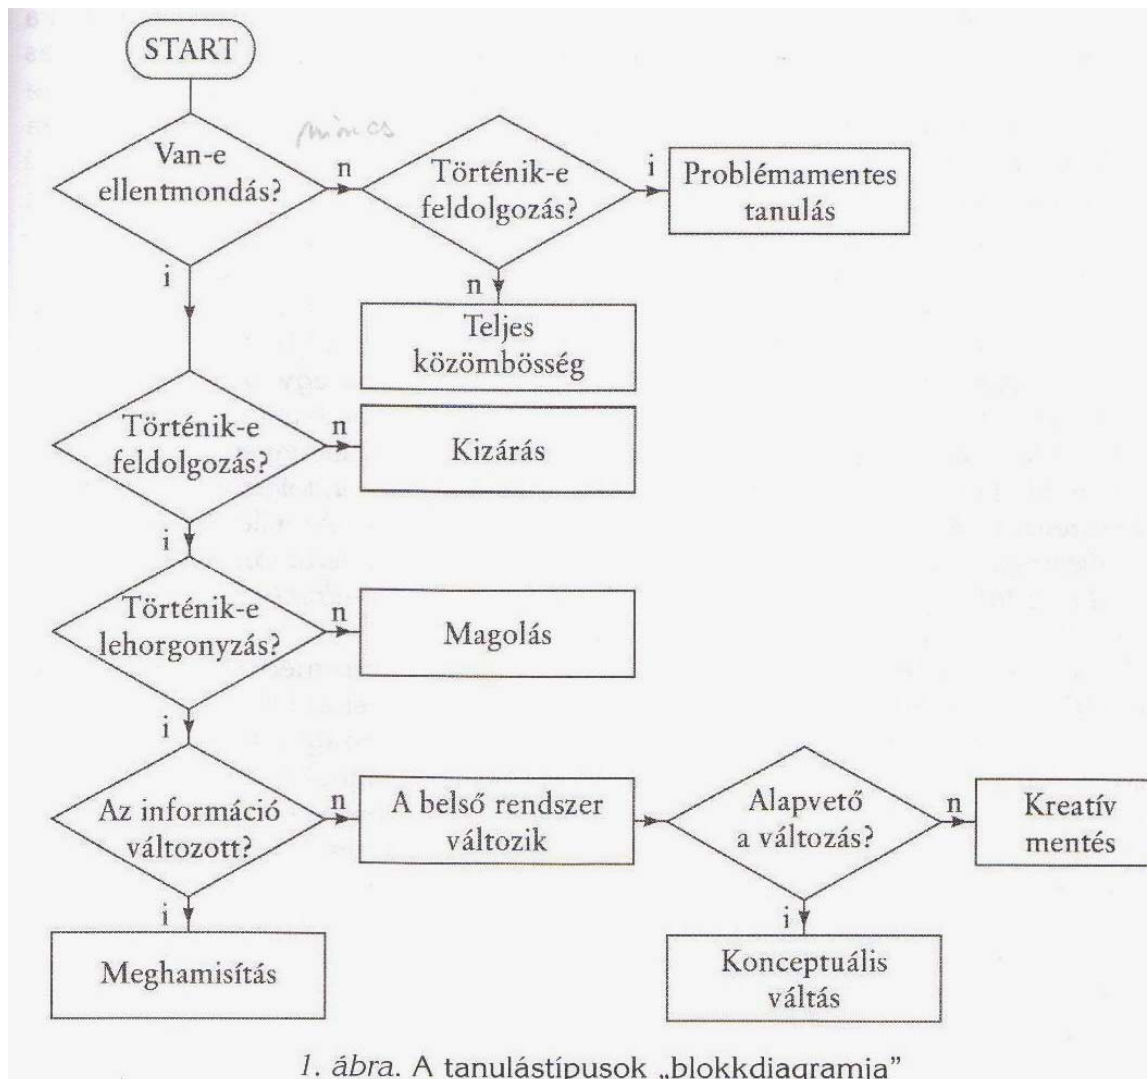 START
Van-e
ellentmondás?
nincs
n
Történik-e
feldolgozás?
i
Problémamentes
tanulás
i
n
Teljes
közömbösség
Történik-e
feldolgozás?
n
Kizárás
i
Történik-e
lehorgonyzás?
n
Magolás
i
Az információ
változott?
n
A belső rendszer
változik
Alapvető
a változás?
n
Kreatív
mentés
i
Meghamisítás
i
Konceptuális
váltás
1. ábra. A tanulástípusok „blokkdiagramja”